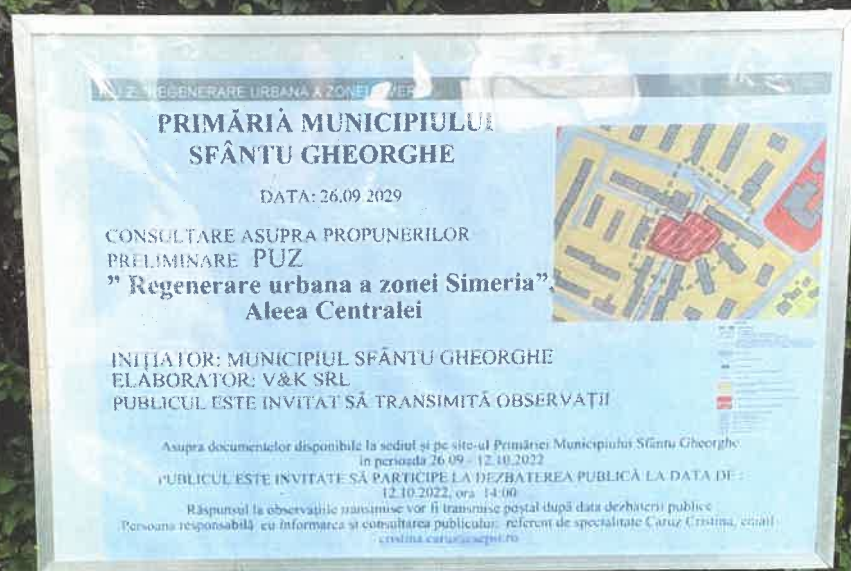 P.U.Z. "REGENERARE URBANA A ZONEI
PRIMĂRIA MUNICIPIULUI
SFÂNTU GHEORGHE
DATA: 26.09.2029
CONSULTARE ASUPRA PROPUNERILOR
PRELIMINARE PUZ
” Regenerare urbana a zonei Simeria”,
Aleea Centralei
INIȚIATOR: MUNICIPIUL SFÂNTU GHEORGHE
ELABORATOR: V&K SRL
PUBLICUL ESTE INVITAT SĂ TRANSMITĂ OBSERVAȚII
Asupra documentelor disponibile la sediul și pe site-ul Primăriei Municipiului Sfântu Gheorghe
în perioada 26.09 - 12.10.2022
PUBLICUL ESTE INVITATE SĂ PARTICIPE LA DEZBATEREA PUBLICĂ LA DATA DE :
12.10.2022, ora 14:00
Răspunsul la observațiile transmise vor fi transmise poștal după data dezbaterii publice
Persoana responsabilă cu informarea și consultarea publicului: referent de specialitate Caruz Cristina, email